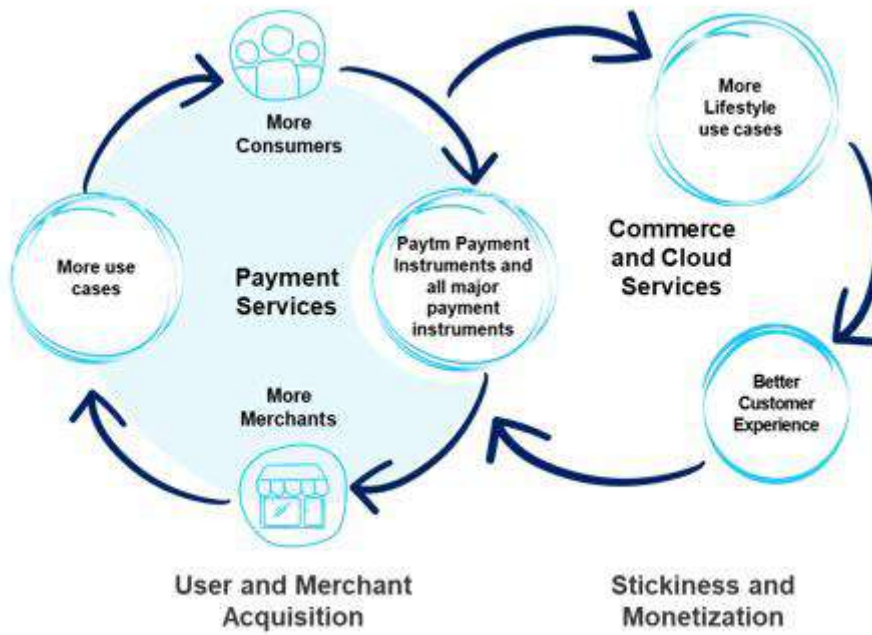 More
Consumers
More
Lifestyle
use cases
More use
cases
Payment
Services
Paytm Payment
Instruments and
all major
payment
instruments
Commerce
and Cloud
Services
More
Merchants
Better
Customer
Experience
User and Merchant
Acquisition
Stickiness and
Monetization